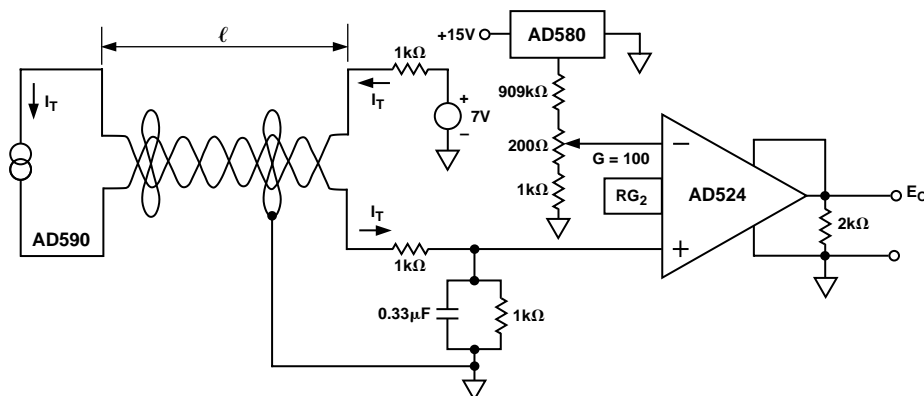 ℓ
+15V
AD580
1kΩ
909kΩ
I_T
I_T
+
7V
−
200Ω
G = 100
−
AD524
E_O
RG₂
1kΩ
AD590
I_T
+
2kΩ
1kΩ
0.33μF
1kΩ